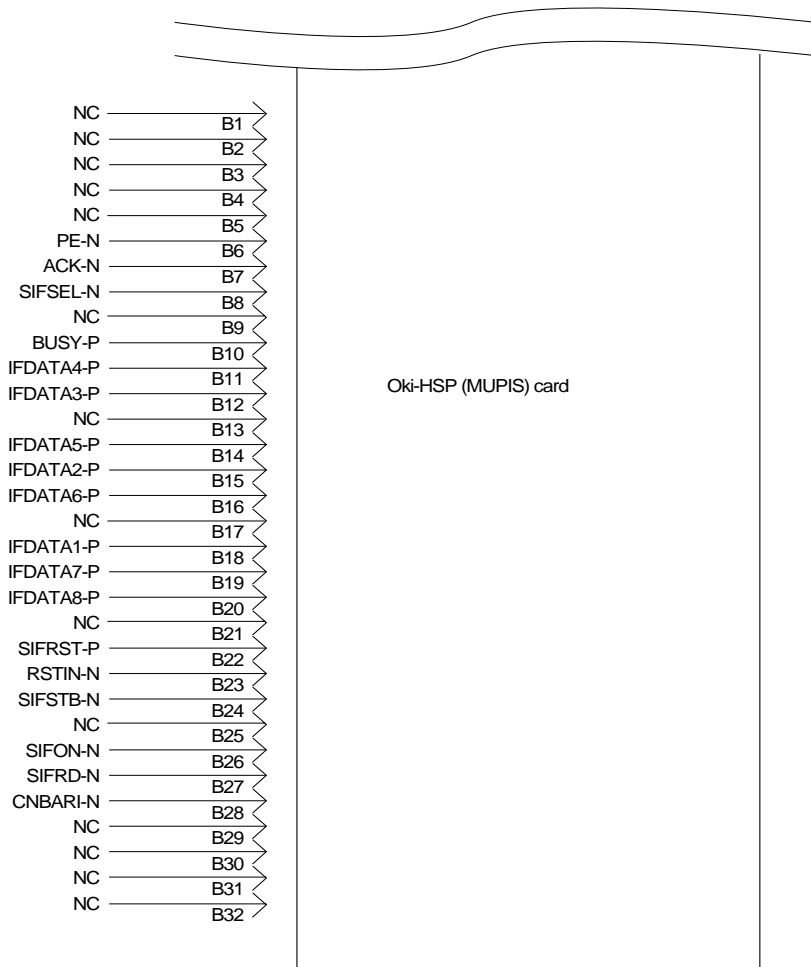 NC B1
NC B2
NC B3
NC B4
NC B5
PE-N B6
ACK-N B7
SIFSEL-N B8
NC B9
BUSY-P B10
IFDATA4-P B11
IFDATA3-P B12
Oki-HSP (MUPIS) card
NC B13
IFDATA5-P B14
IFDATA2-P B15
IFDATA6-P B16
NC B17
IFDATA1-P B18
IFDATA7-P B19
IFDATA8-P B20
NC B21
SIFRST-P B22
RSTIN-N B23
SIFSTB-N B24
NC B25
SIFON-N B26
SIFRD-N B27
CNBARI-N B28
NC B29
NC B30
NC B31
NC B32